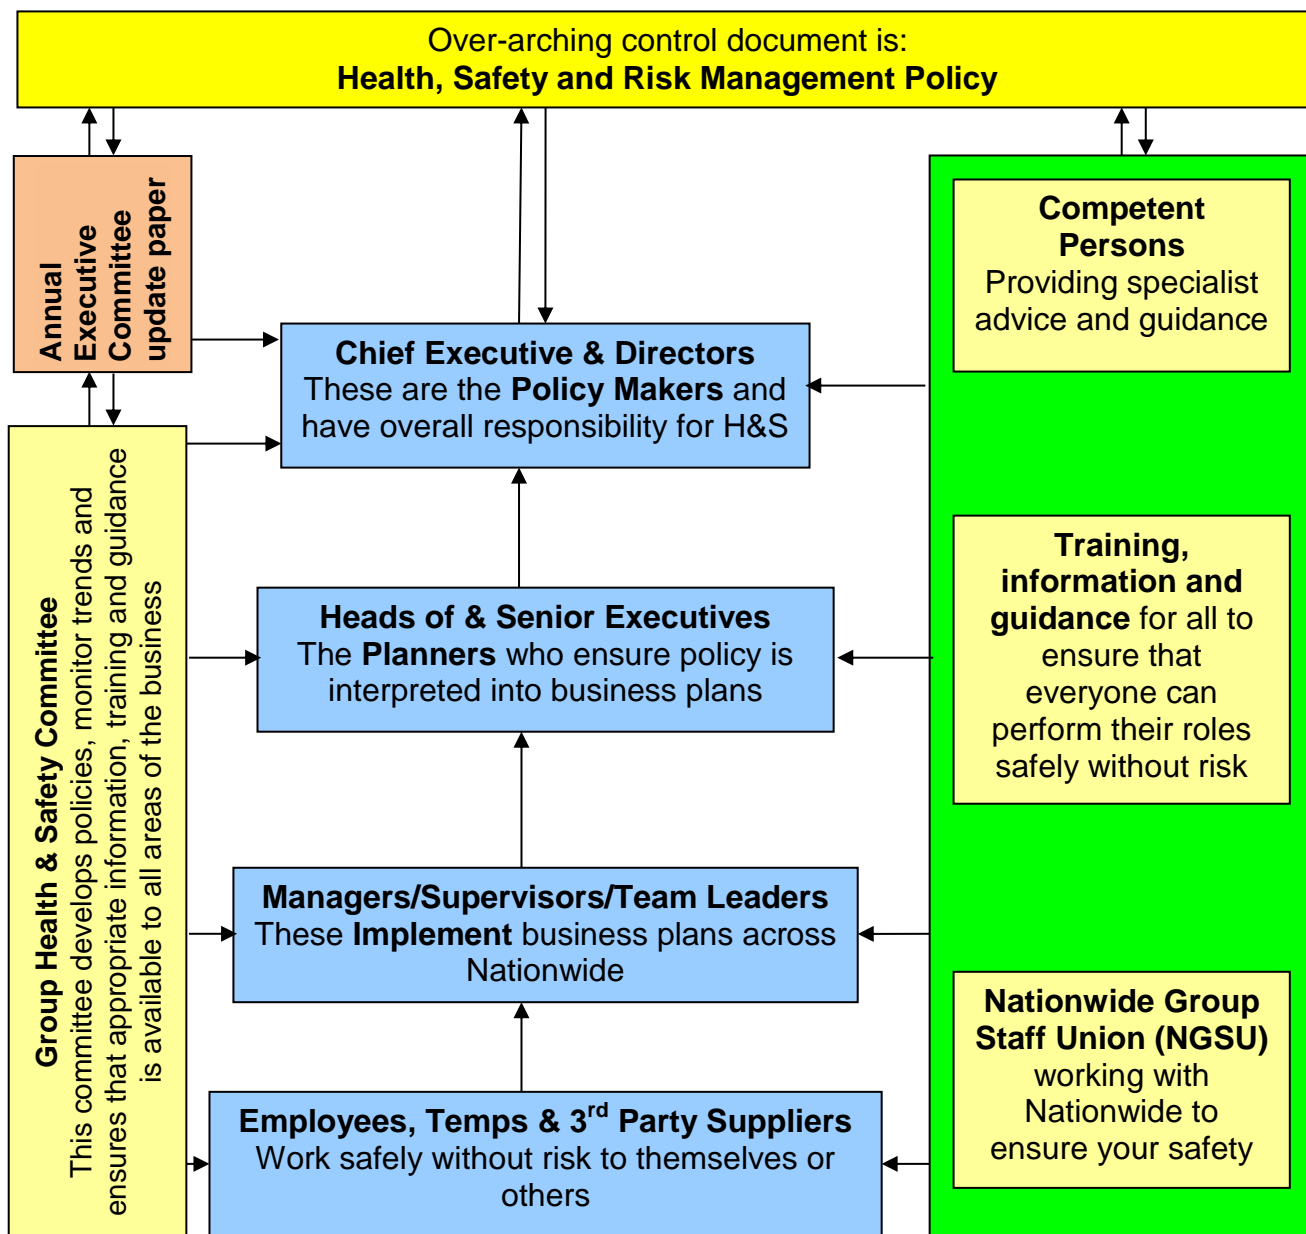 Over-arching control document is:
Health, Safety and Risk Management Policy
Annual
Executive
Committee
update paper
Group Health & Safety Committee
This committee develops policies, monitor trends and
ensures that appropriate information, training and guidance
is available to all areas of the business
Chief Executive & Directors
These are the Policy Makers and
have overall responsibility for H&S
Heads of & Senior Executives
The Planners who ensure policy is
interpreted into business plans
Managers/Supervisors/Team Leaders
These Implement business plans across
Nationwide
Employees, Temps & 3rd Party Suppliers
Work safely without risk to themselves or
others
Competent
Persons
Providing specialist
advice and guidance
Training,
information and
guidance for all to
ensure that
everyone can
perform their roles
safely without risk
Nationwide Group
Staff Union (NGSU)
working with
Nationwide to
ensure your safety